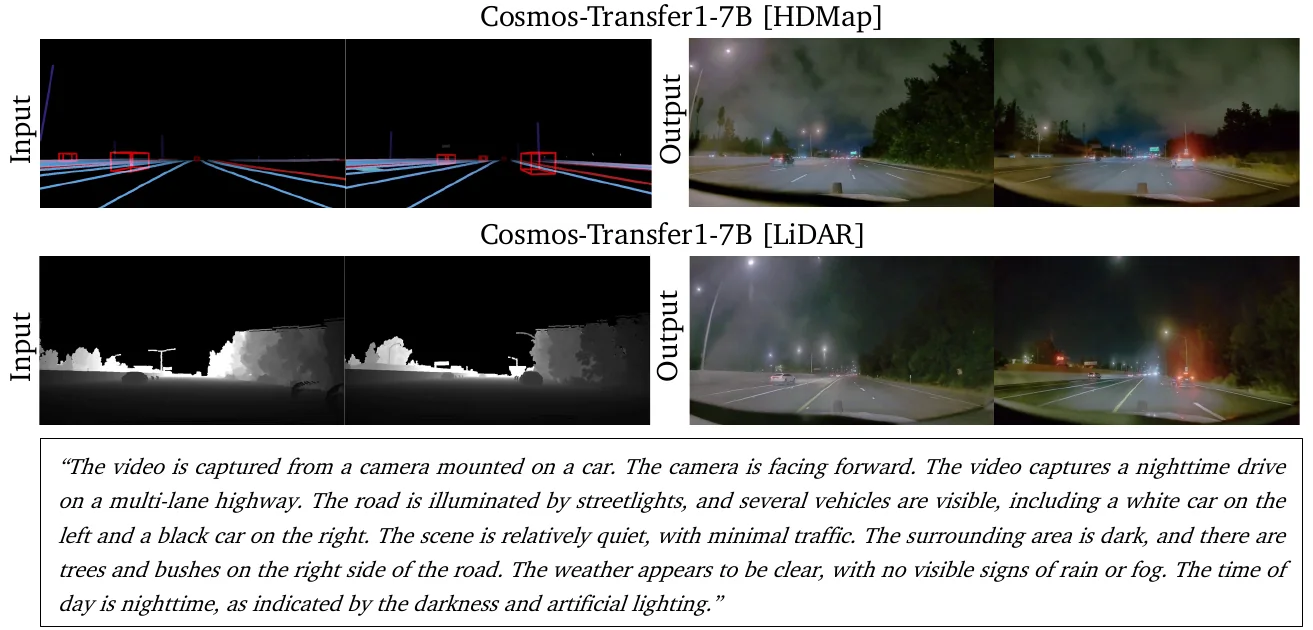 Cosmos-Transfer1-7B [HDMap]
Input
Output
Cosmos-Transfer1-7B [LiDAR]
Input
Output
“The video is captured from a camera mounted on a car. The camera is facing forward. The video captures a nighttime drive
on a multi-lane highway. The road is illuminated by streetlights, and several vehicles are visible, including a white car on the
left and a black car on the right. The scene is relatively quiet, with minimal traffic. The surrounding area is dark, and there are
trees and bushes on the right side of the road. The weather appears to be clear, with no visible signs of rain or fog. The time of
day is nighttime, as indicated by the darkness and artificial lighting.”